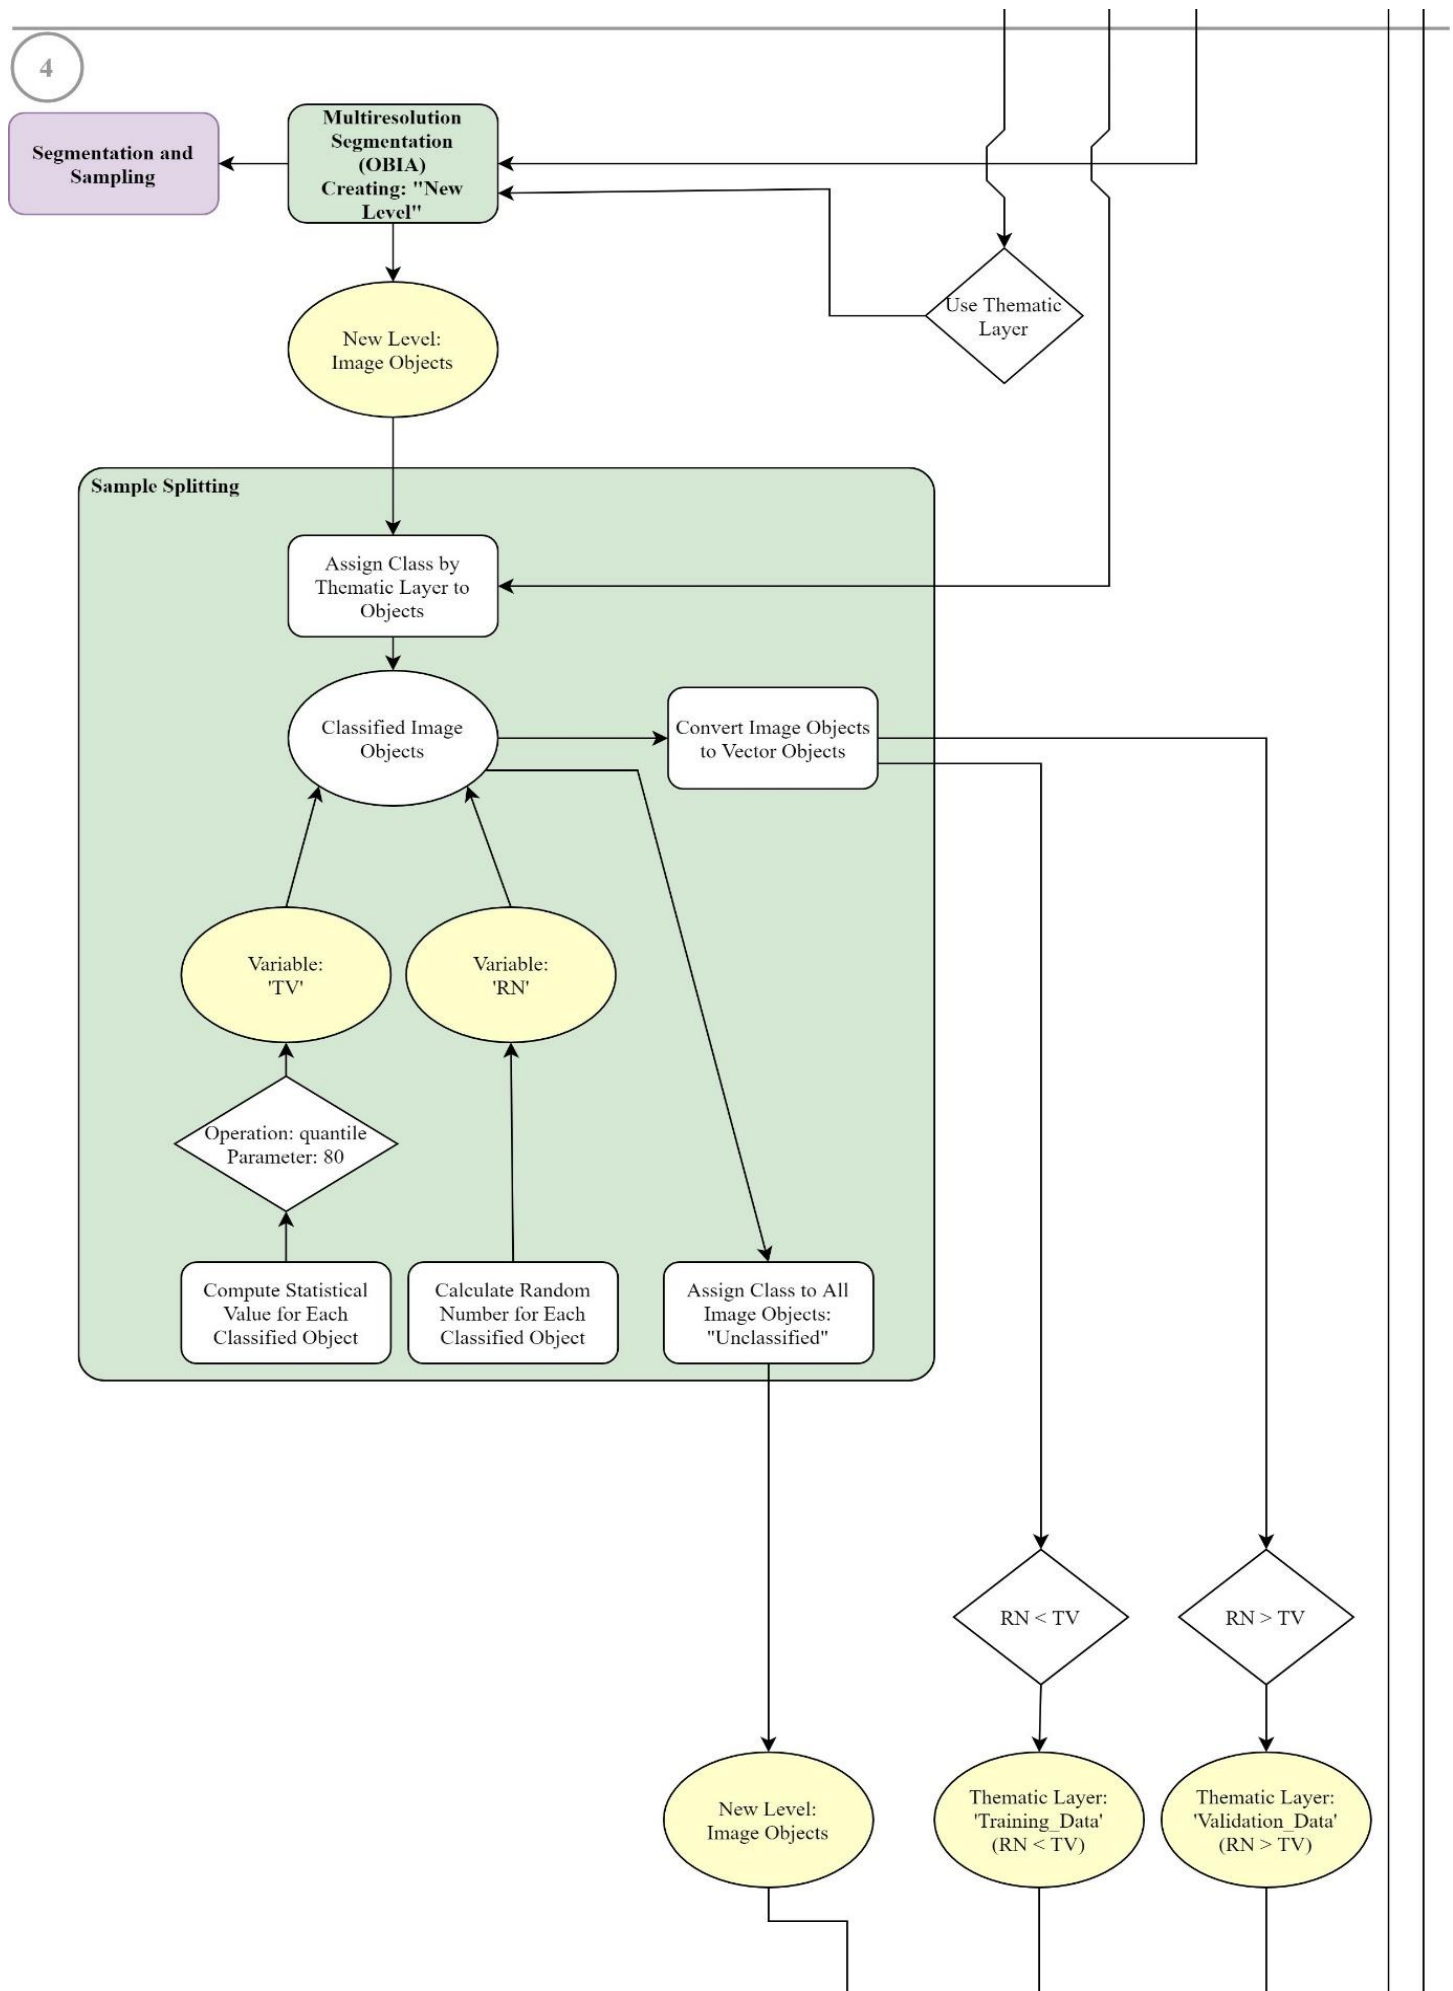 4
Segmentation and
Sampling
Multiresolution
Segmentation
(OBIA)
Creating: "New
Level"
Use Thematic
Layer
New Level:
Image Objects
Sample Splitting
Assign Class by
Thematic Layer to
Objects
Classified Image
Objects
Convert Image Objects
to Vector Objects
Variable:
'TV'
Variable:
'RN'
Operation: quantile
Parameter: 80
Compute Statistical
Value for Each
Classified Object
Calculate Random
Number for Each
Classified Object
Assign Class to All
Image Objects:
"Unclassified"
RN < TV
RN > TV
New Level:
Image Objects
Thematic Layer:
'Training_Data'
(RN < TV)
Thematic Layer:
'Validation_Data'
(RN > TV)